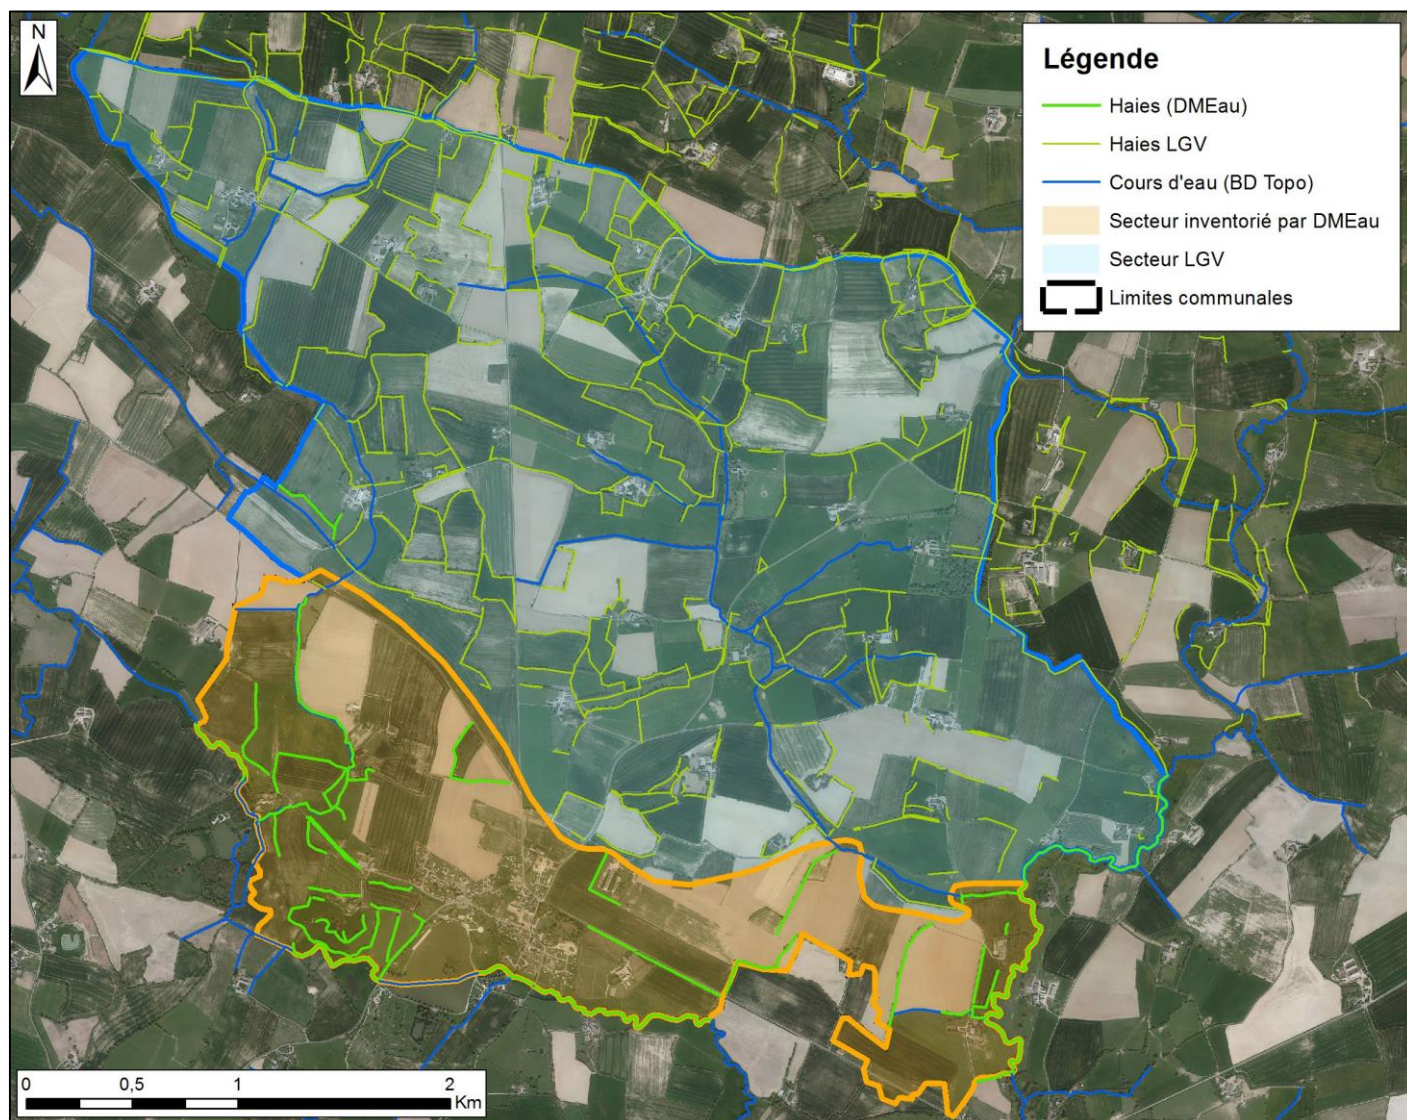 N
Légende
Haies (DMEau)
Haies LGV
Cours d'eau (BD Topo)
Secteur inventorié par DMEau
Secteur LGV
Limites communales
0 0,5 1 2
Km